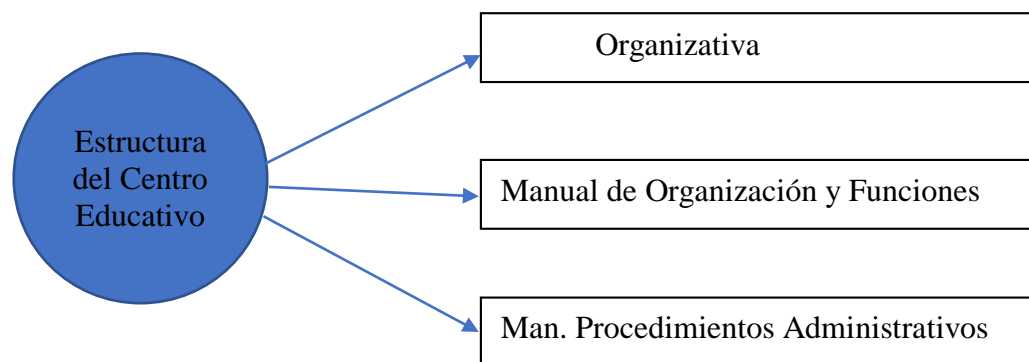 Estructura
del Centro
Educativo
Organizativa
Manual de Organización y Funciones
Man. Procedimientos Administrativos